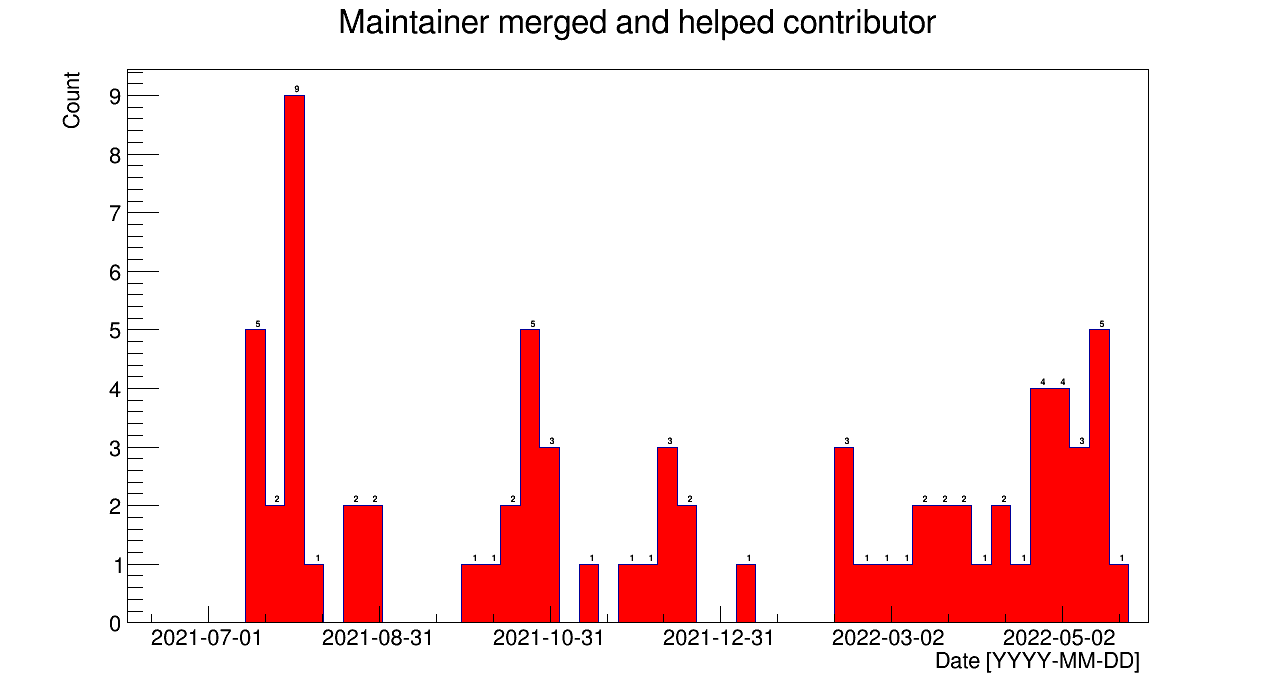 Maintainer merged and helped contributor
Count
9
8
7
6
5
4
3
2
1
0
5 2 9 1 2 2 1 1 2 5 3 1 1 1 3 2 1 3 1 1 1 2 2 2 1 2 1 4 4 3 5 1
2021-07-01 2021-08-31 2021-10-31 2021-12-31 2022-03-02 2022-05-02
Date [YYYY-MM-DD]